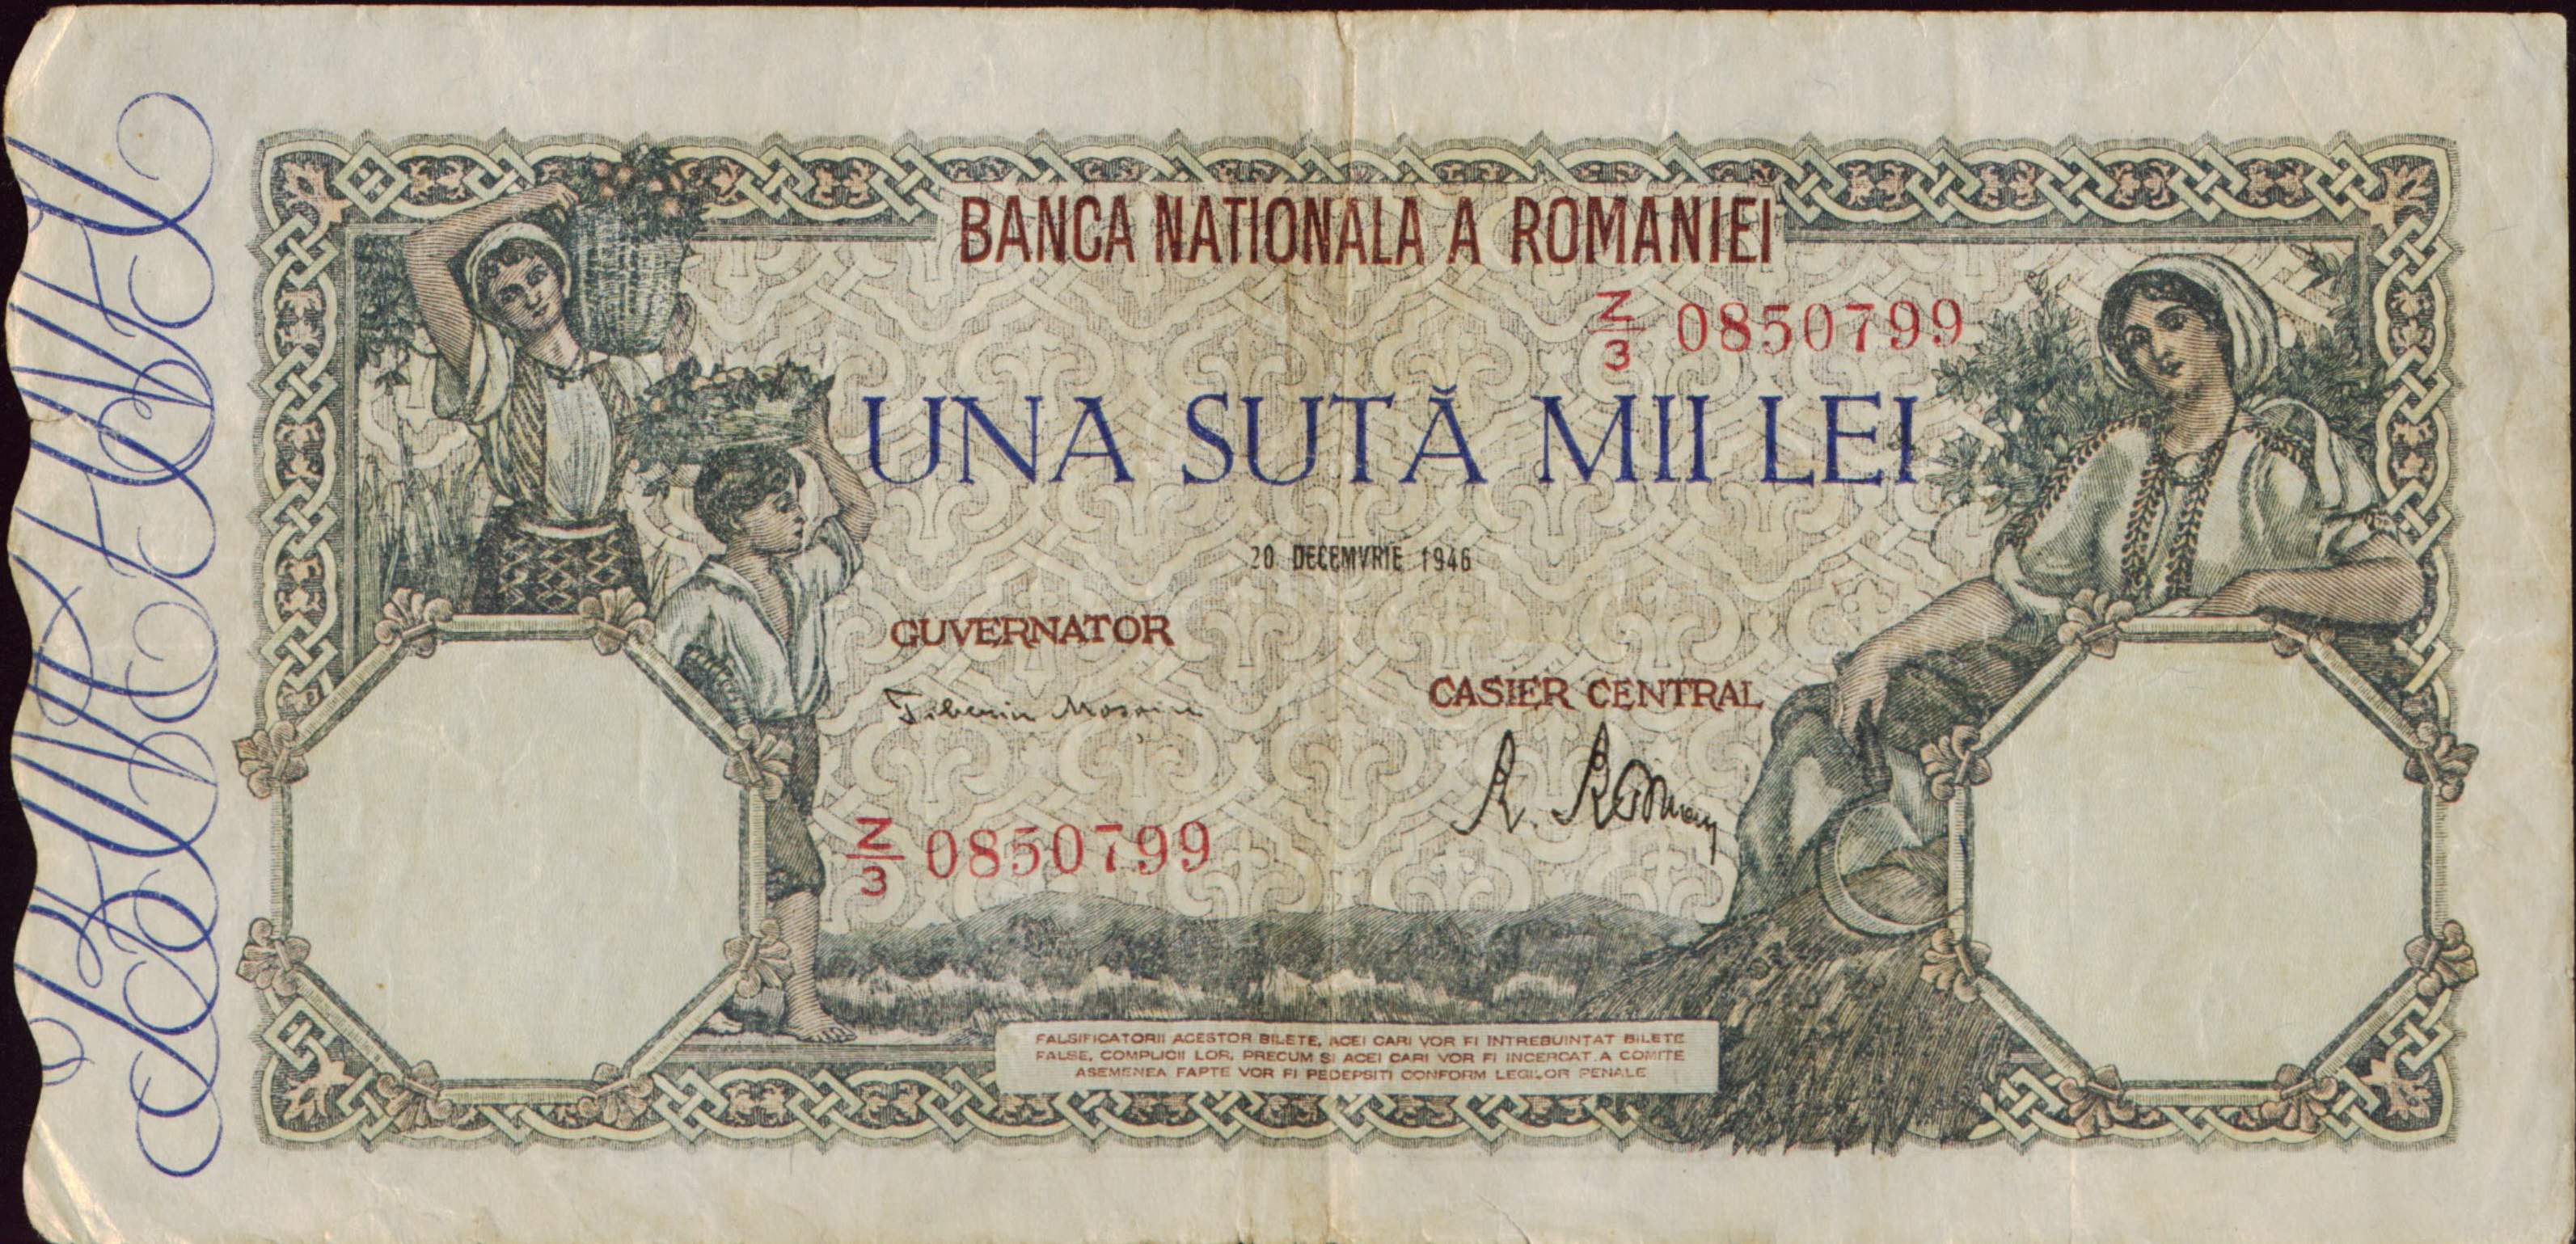 BANCA NATIONALA A ROMANIEI
Z/3 0850799
UNA SUTĂ MII LEI
20 DECEMVRIE 1946
GUVERNATOR
CASIER CENTRAL
Z/3 0850799
FALSIFICATORII ACESTOR BILETE, ACEI CARI VOR FI INTREBUINȚAT BILETE
FALSE, COMPLICII LOR, PRECUM ȘI ACEI CARI VOR FI INCERCAT A COMITE
ASEMENEA FAPTE VOR FI PEDEPSITI CONFORM LEGILOR PENALE